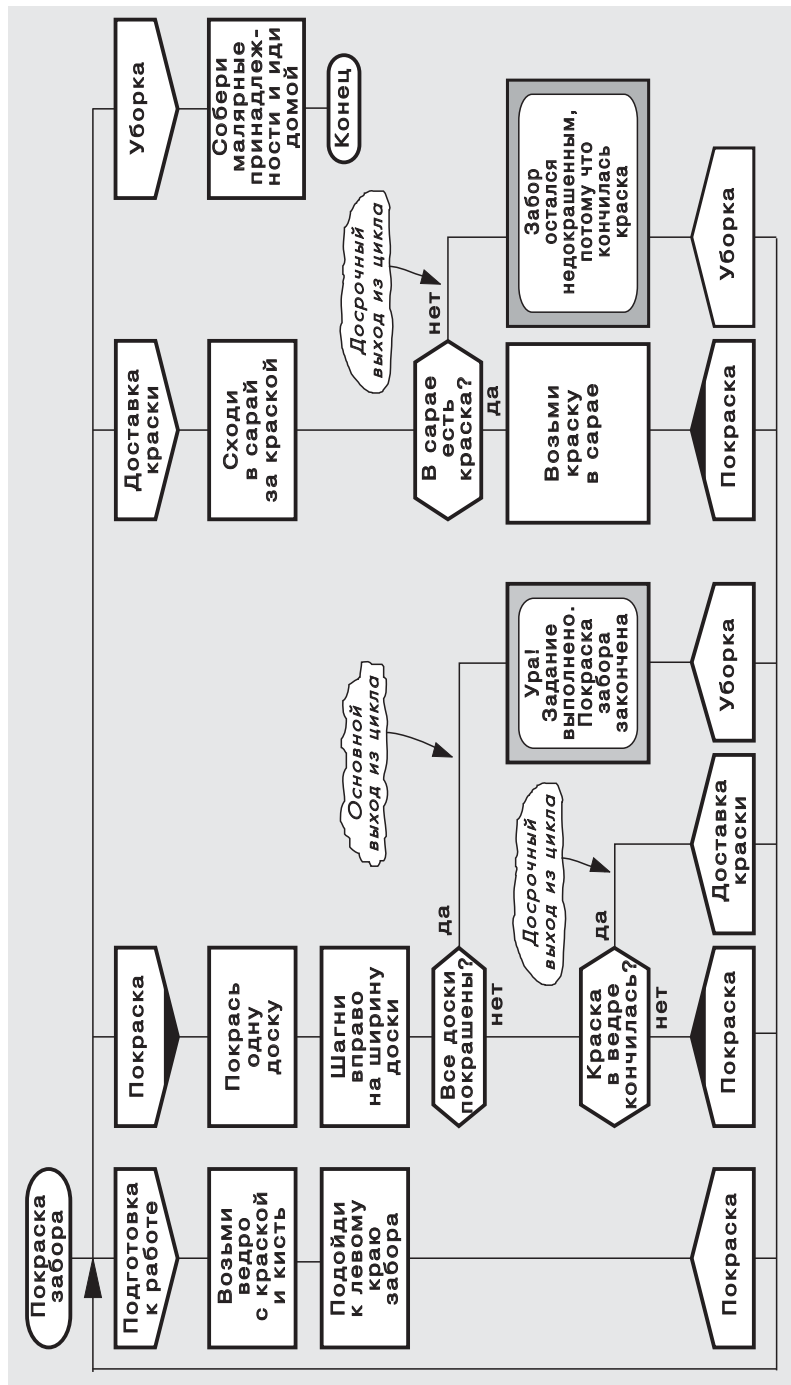 Покраска
забора
Подготовка
к работе
Возьми
ведро
с краской
и кисть
Подойди
к левому
краю
забора
Покраска
Покраска
Покрась
одну
доску
Шагни
вправо
на ширину
доски
Все доски
покрашены?
да
нет
Основной
выход из цикла
Краска
в ведре
кончилась?
да
нет
Досрочный
выход из цикла
Покраска
Доставка
краски
Ура!
Задание
выполнено.
Покраска
забора
закончена
Уборка
Доставка
краски
Сходи
в сарай
за краской
В сарае
есть
краска?
да
нет
Досрочный
выход из цикла
Возьми
краску
в сарае
Покраска
Забор
остался
недокрашенным,
потому что
кончилась
краска
Уборка
Уборка
Собери
малярные
принадлеж-
ности и иди
домой
Конец